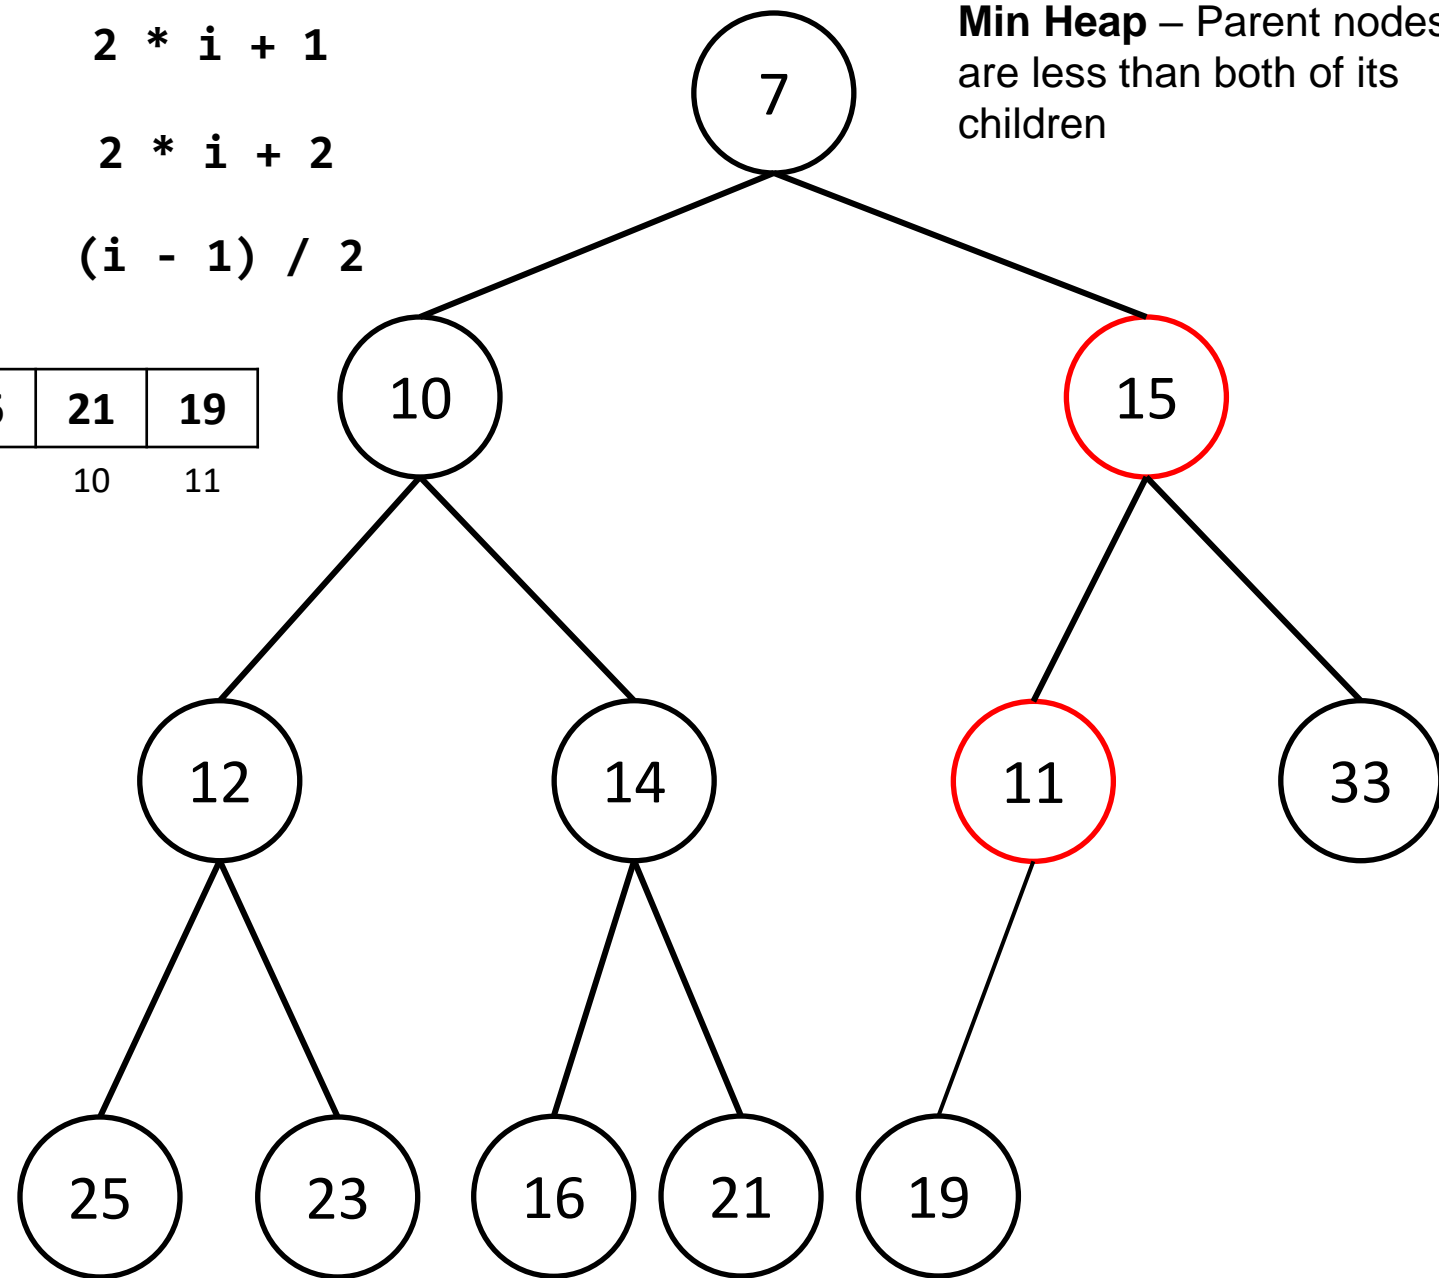 2 * i + 1
2 * i + 2
(i - 1) / 2
Min Heap – Parent nodes
are less than both of its
children
7
21 19
10 11
10
15
12
14
11
33
25
23
16
21
19